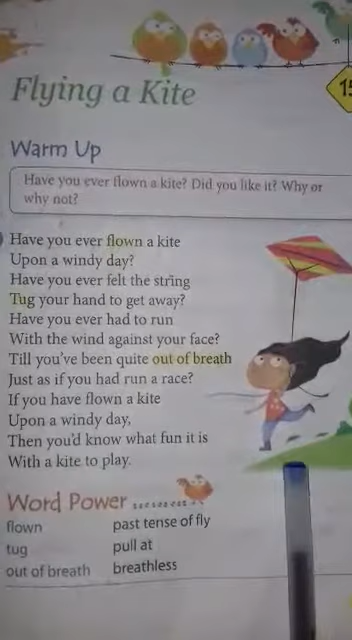 Flying a Kite
15
Warm Up
Have you ever flown a kite? Did you like it? Why or
why not?
Have you ever flown a kite
Upon a windy day?
Have you ever felt the string
Tug your hand to get away?
Have you ever had to run
With the wind against your face?
Till you've been quite out of breath
Just as if you had run a race?
If you have flown a kite
Upon a windy day,
Then you'd know what fun it is
With a kite to play.
Word Power ........
flown past tense of fly
tug pull at
out of breath breathless